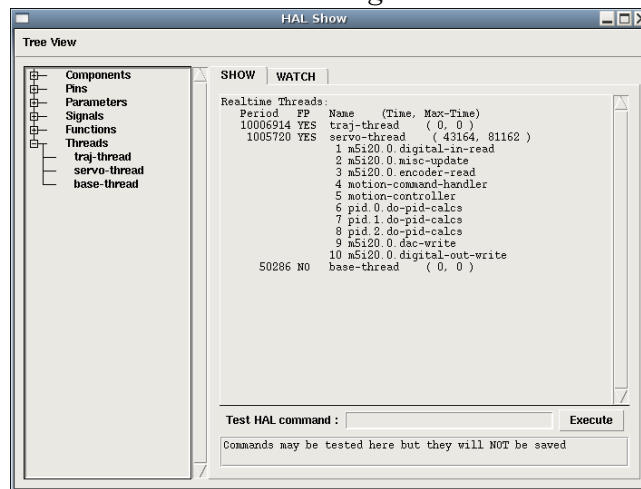 HAL Show
Tree View
Components
Pins
Parameters
Signals
Functions
Threads
traj-thread
servo-thread
base-thread
SHOW WATCH
Realtime Threads:
Period FP Name (Time, Max-Time)
10006914 YES traj-thread ( 0, 0 )
1005720 YES servo-thread ( 43164, 81162 )
1 m5i20.0.digital-in-read
2 m5i20.0.misc-update
3 m5i20.0.encoder-read
4 motion-command-handler
5 motion-controller
6 pid.0.do-pid-calcs
7 pid.1.do-pid-calcs
8 pid.2.do-pid-calcs
9 m5i20.0.dac-write
10 m5i20.0.digital-out-write
50286 NO base-thread ( 0, 0 )
Test HAL command : Execute
Commands may be tested here but they will NOT be saved